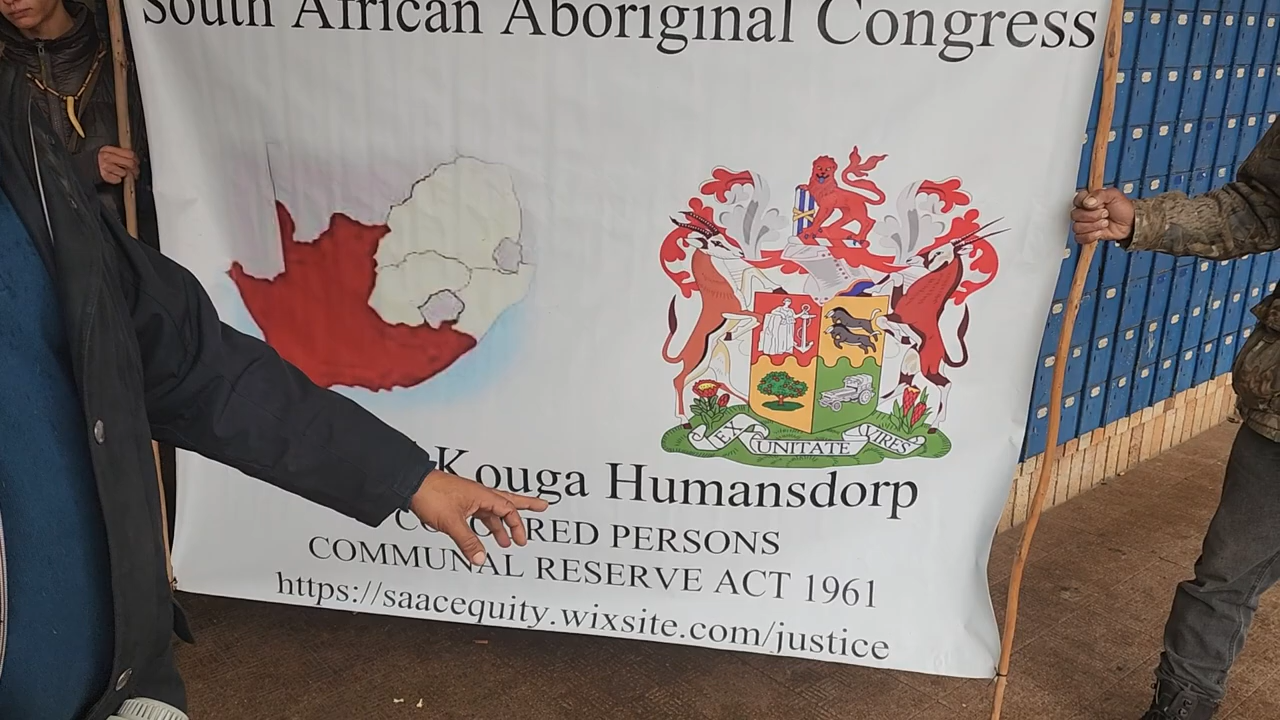 South African Aboriginal Congress
EX UNITATE VIRES
Kouga Humansdorp
PERSONS
COMMUNAL RESERVE ACT 1961
https://saacequity.wixsite.com/justice